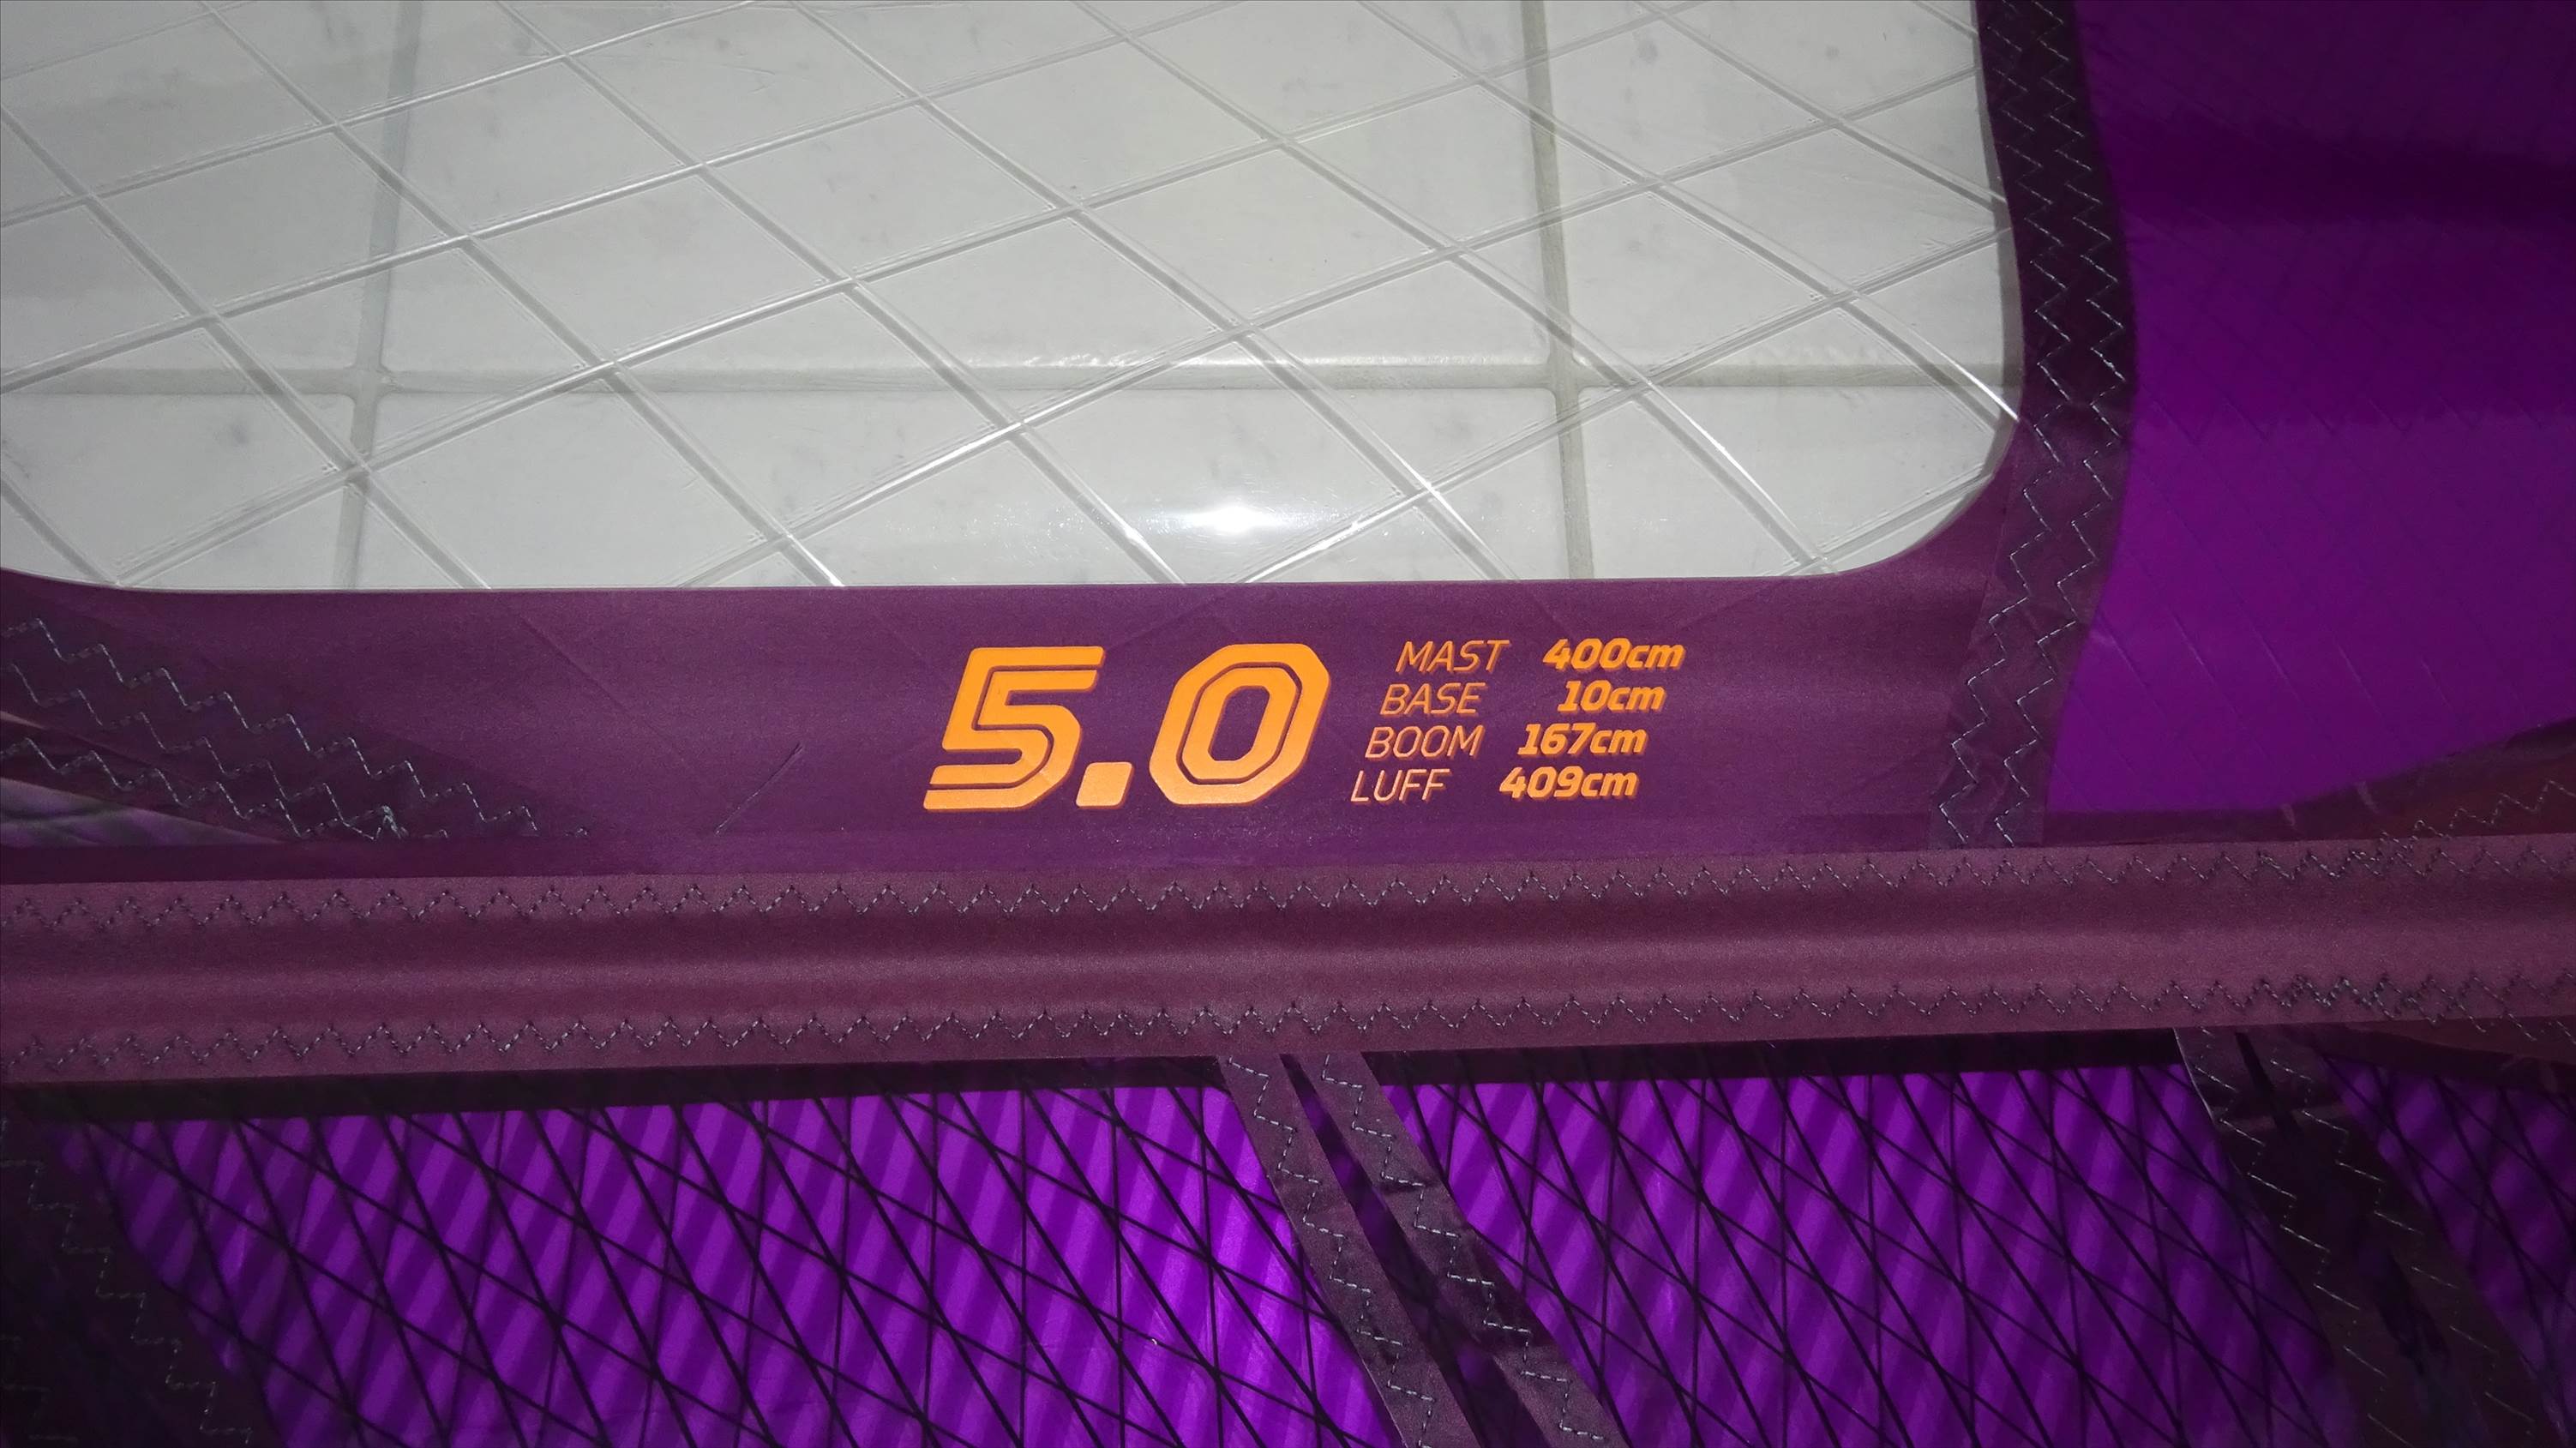 5.0
MAST 400cm
BASE 10cm
BOOM 167cm
LUFF 409cm